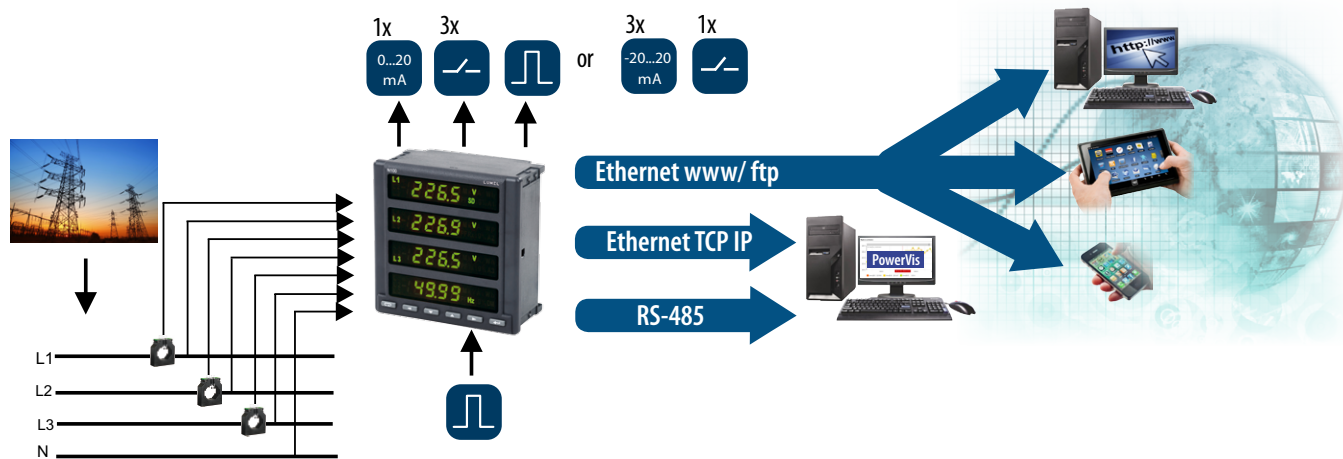 1x
3x
3x
1x
0...20
mA
or
-20...20
mA
http://www
L1
226.5 V
L2
226.9 V
L3
226.5 V
49.99 Hz
LUMEL
Ethernet www/ ftp
Ethernet TCP IP
PowerVis
RS-485
L1
L2
L3
N